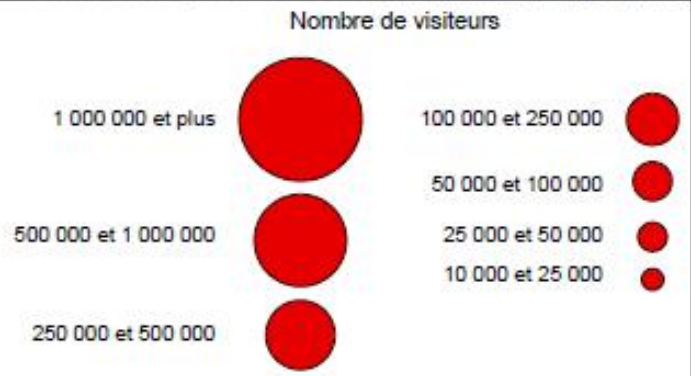 Nombre de visiteurs
1 000 000 et plus
500 000 et 1 000 000
250 000 et 500 000
100 000 et 250 000
50 000 et 100 000
25 000 et 50 000
10 000 et 25 000